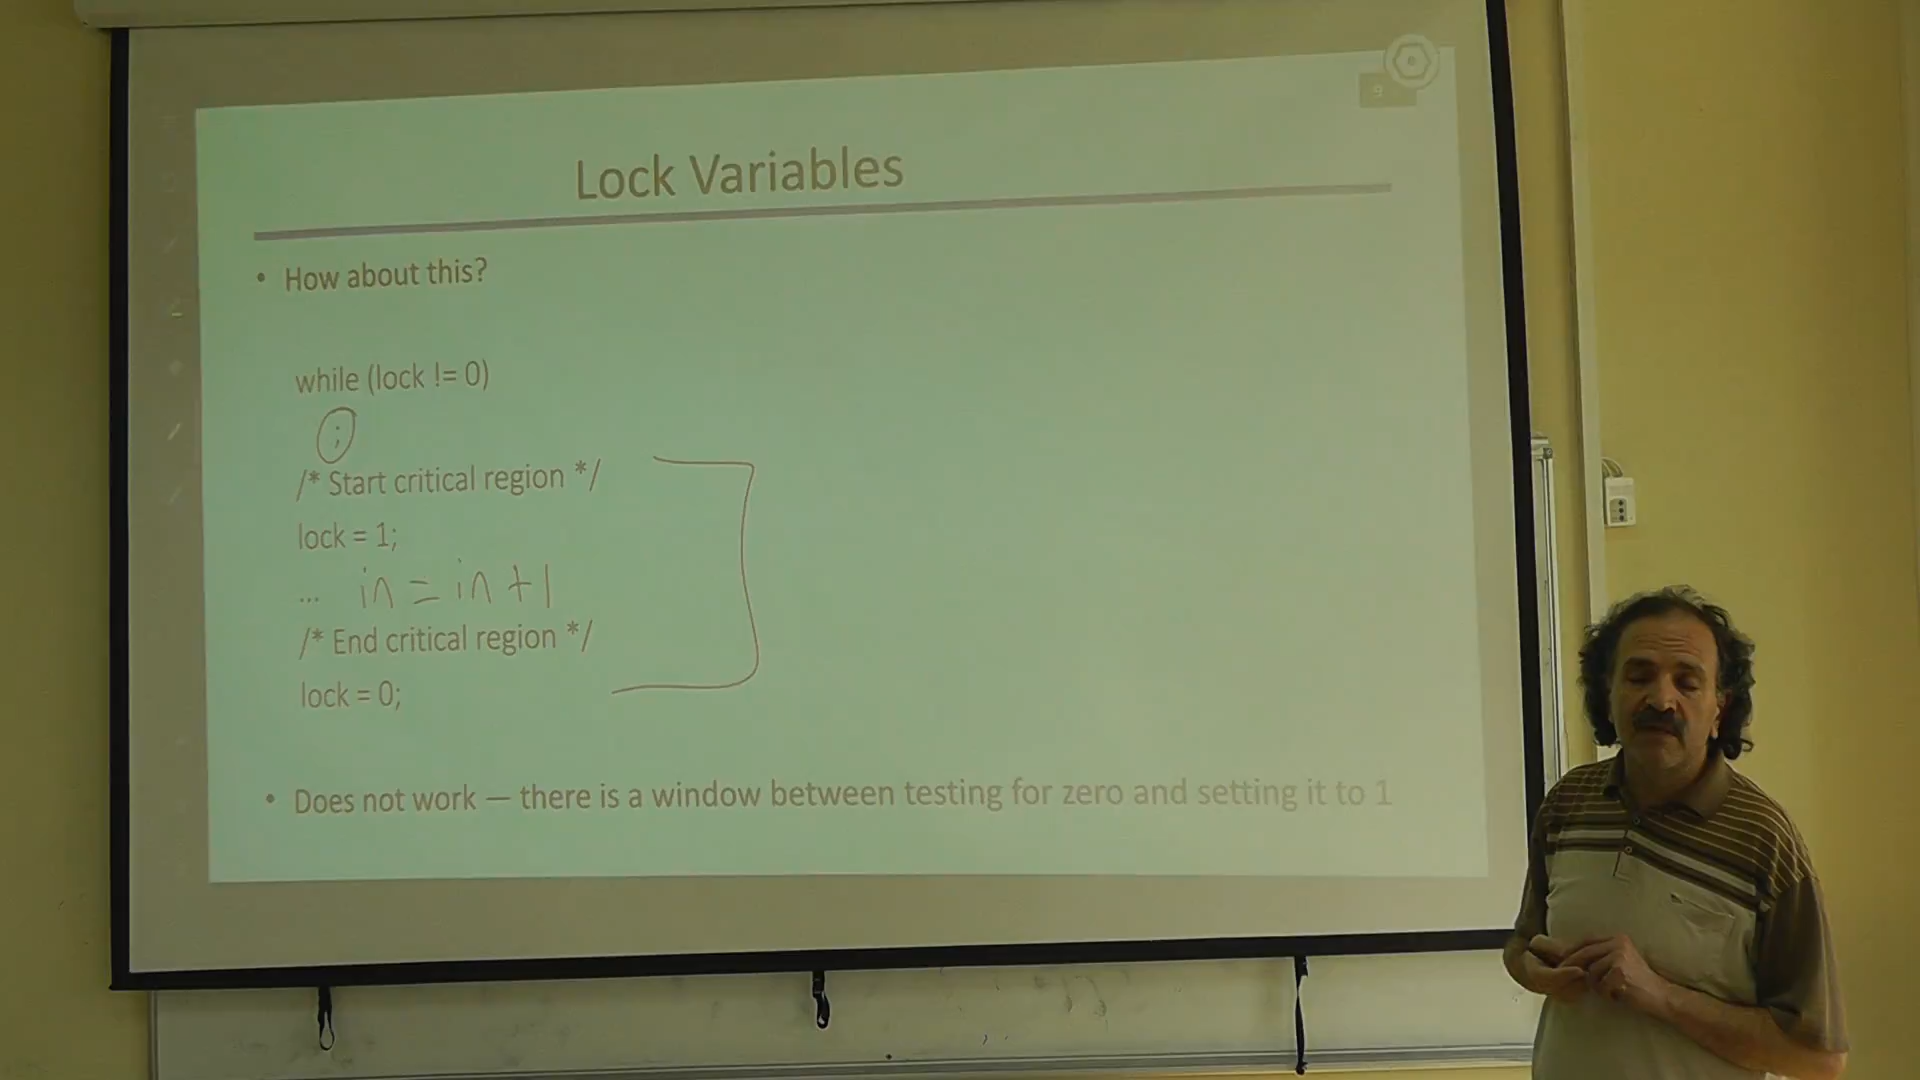 9
Lock Variables
• How about this?
while (lock != 0)
;
/* Start critical region */
lock = 1;
... in = in + 1
/* End critical region */
lock = 0;
• Does not work — there is a window between testing for zero and setting it to 1